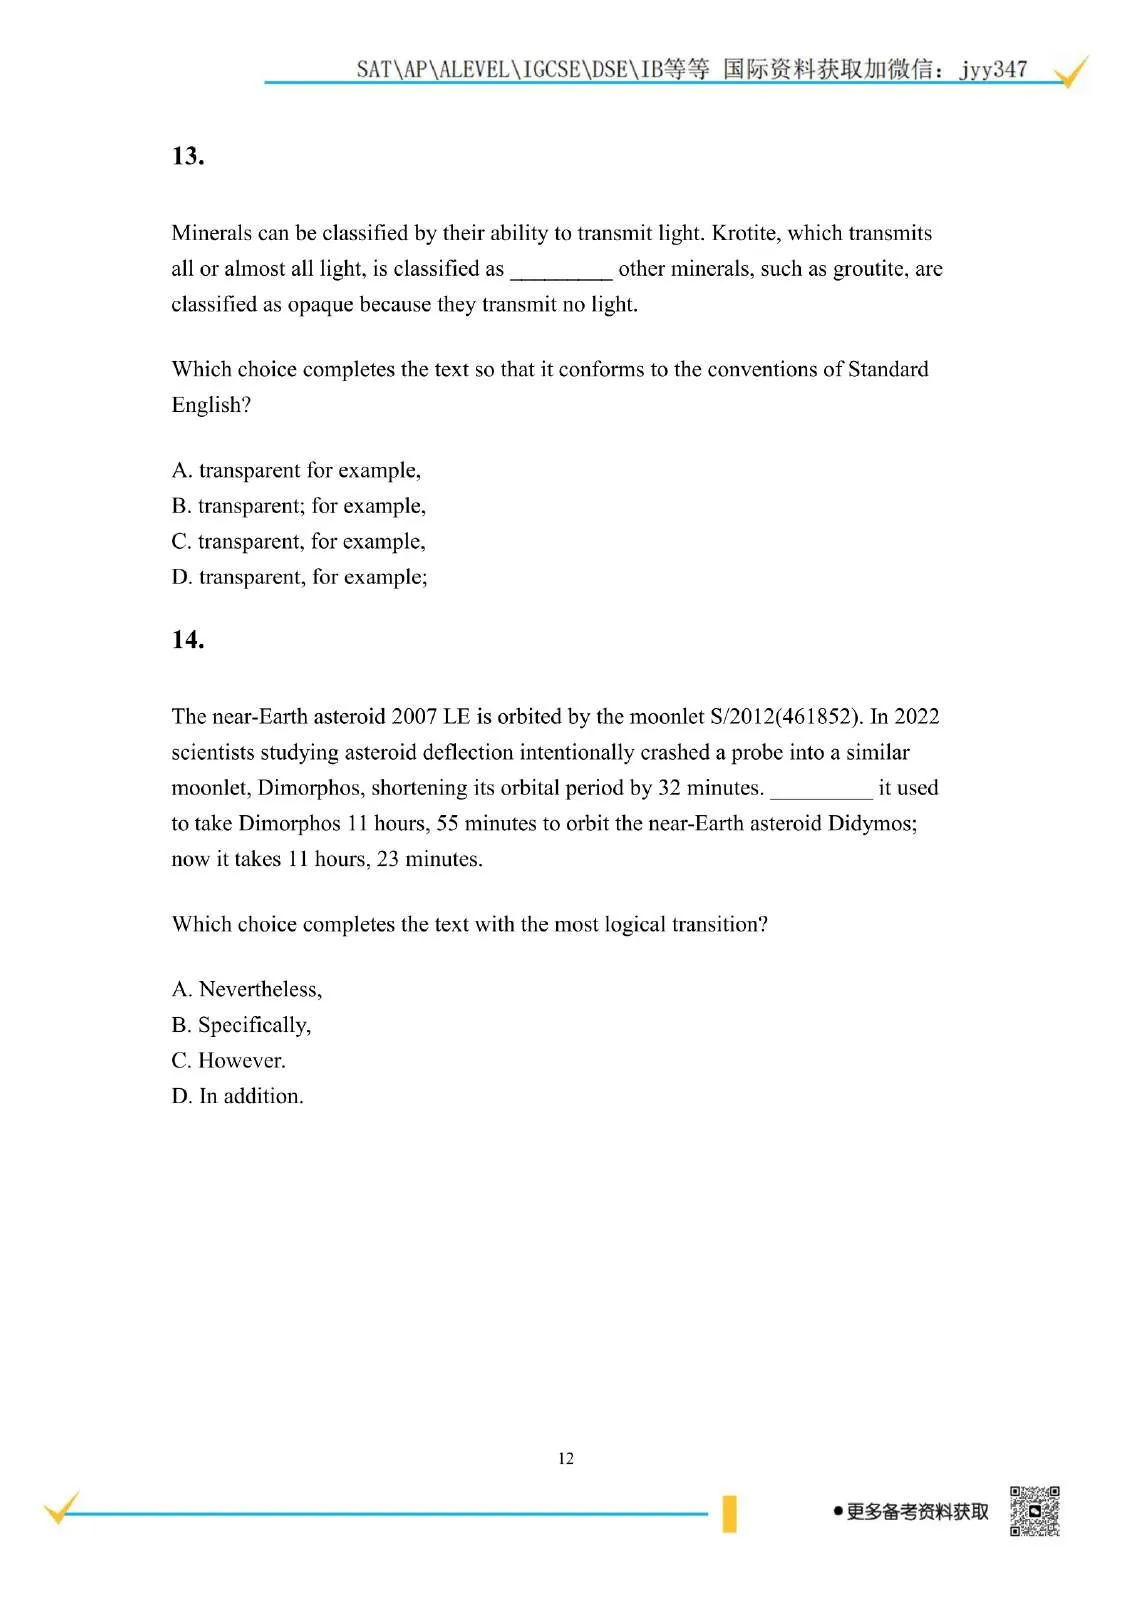 SAT\AP\ALEVEL\IGCSE\DSE\IB等等 国际资料获取加微信：jyy347
13.
Minerals can be classified by their ability to transmit light. Krotite, which transmits
all or almost all light, is classified as _________ other minerals, such as groutite, are
classified as opaque because they transmit no light.
Which choice completes the text so that it conforms to the conventions of Standard
English?
A. transparent for example,
B. transparent; for example,
C. transparent, for example,
D. transparent, for example;
14.
The near-Earth asteroid 2007 LE is orbited by the moonlet S/2012(461852). In 2022
scientists studying asteroid deflection intentionally crashed a probe into a similar
moonlet, Dimorphos, shortening its orbital period by 32 minutes. _________ it used
to take Dimorphos 11 hours, 55 minutes to orbit the near-Earth asteroid Didymos;
now it takes 11 hours, 23 minutes.
Which choice completes the text with the most logical transition?
A. Nevertheless,
B. Specifically,
C. However.
D. In addition.
12
●更多备考资料获取